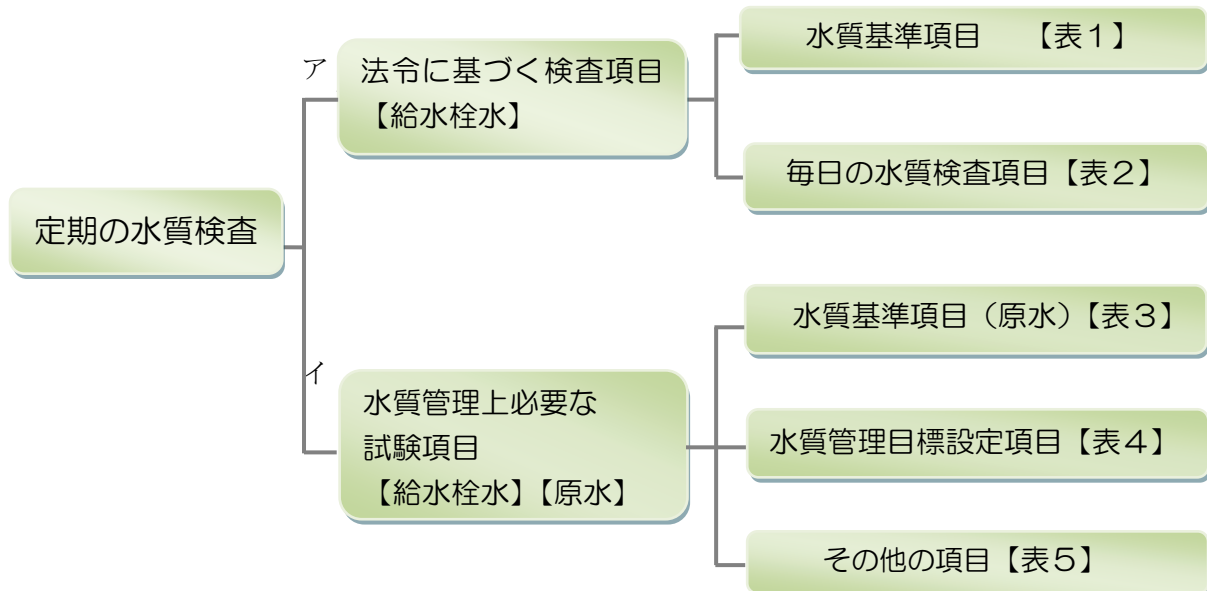 定期の水質検査
ア
法令に基づく検査項目
【給水栓水】
水質基準項目 【表１】
毎日の水質検査項目【表２】
イ
水質管理上必要な
試験項目
【給水栓水】【原水】
水質基準項目（原水）【表３】
水質管理目標設定項目【表４】
その他の項目【表５】